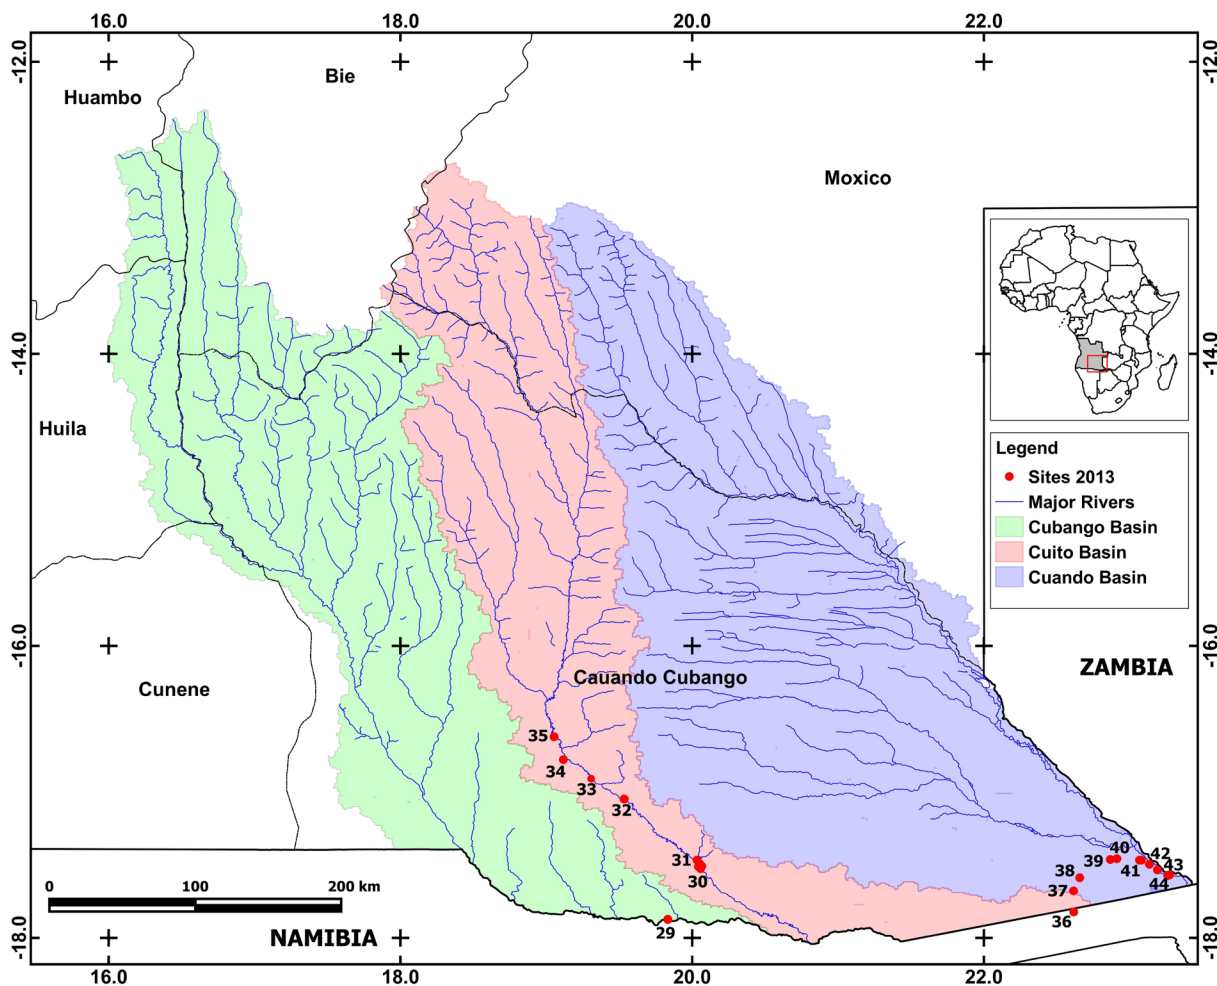 16.0
18.0
20.0
22.0
-12.0
-12.0
Bie
Huambo
Moxico
-14.0
-14.0
Huila
Legend
Sites 2013
Major Rivers
Cubango Basin
Cuito Basin
Cuando Basin
-16.0
-16.0
ZAMBIA
Cauando Cubango
Cunene
35
34
33
32
31
30
40
42
39
41
43
38
44
37
36
29
0 100 200 km
NAMIBIA
-18.0
-18.0
16.0
18.0
20.0
22.0